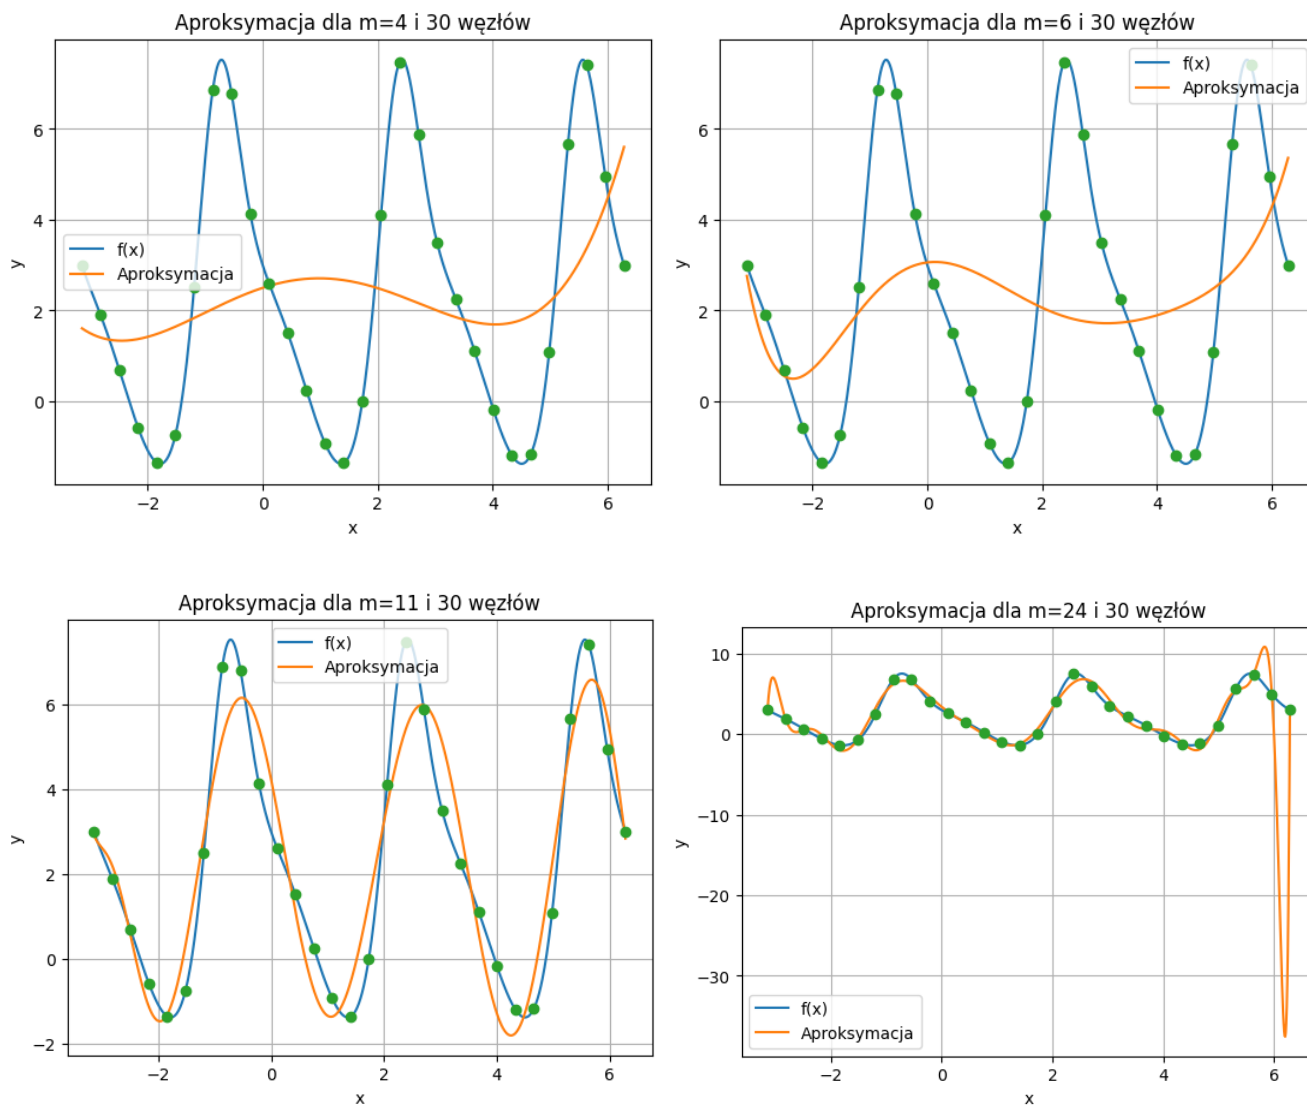 Aproksymacja dla m=4 i 30 węzłów
y
6
4
2
0
f(x)
Aproksymacja
−2
0
2
4
6
x
Aproksymacja dla m=6 i 30 węzłów
y
6
4
2
0
f(x)
Aproksymacja
−2
0
2
4
6
x
Aproksymacja dla m=11 i 30 węzłów
y
6
4
2
0
−2
f(x)
Aproksymacja
−2
0
2
4
6
x
Aproksymacja dla m=24 i 30 węzłów
y
10
0
−10
−20
−30
f(x)
Aproksymacja
−2
0
2
4
6
x